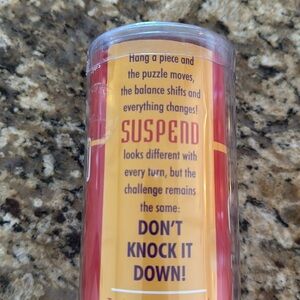 Hang a piece and
the puzzle moves,
the balance shifts and
everything changes!
SUSPEND
looks different with
every turn, but the
challenge remains
the same:
DON'T
KNOCK IT
DOWN!